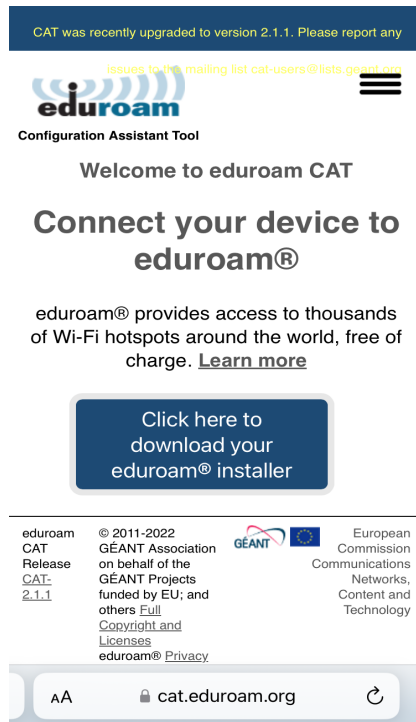 CAT was recently upgraded to version 2.1.1. Please report any
issues to the mailing list cat-users@lists.geant.org
eduroam
Configuration Assistant Tool
Welcome to eduroam CAT
Connect your device to
eduroam®
eduroam® provides access to thousands
of Wi-Fi hotspots around the world, free of
charge. Learn more
Click here to
download your
eduroam® installer
eduroam
CAT
Release
CAT-
2.1.1
© 2011-2022
GÉANT Association
on behalf of the
GÉANT Projects
funded by EU; and
others Full
Copyright and
Licenses
eduroam® Privacy
GÉANT
European
Commission
Communications
Networks,
Content and
Technology
AA
cat.eduroam.org